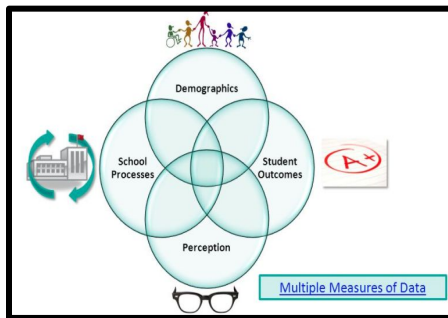 Demographics
School
Processes
Student
Outcomes
Perception
A+
Multiple Measures of Data